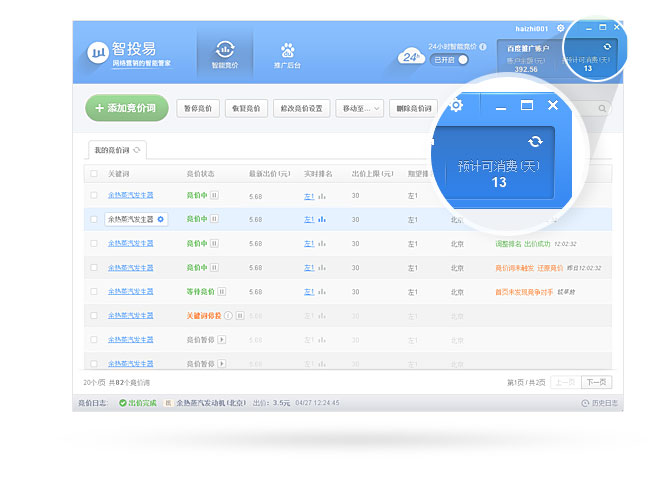 haizhi001
智投易
网络营销的智能管家
智能竞价
推广后台
24小时智能竞价
24h
已开启
百度推广账户
账户余额(元)
392.56
预计可消费(天)
13
添加竞价词
暂停竞价
恢复竞价
修改竞价设置
移动至...
删除竞价词
预计可消费(天)
13
我的竞价词
关键词 竞价状态 最新出价(元) 实时排名 出价上限(元) 期望排
余热蒸汽发生器 竞价中 5.68 左1 30 左1
余热蒸汽发生器 竞价中 5.68 左1 30 左1 北京
余热蒸汽发生器 竞价中 5.68 左1 30 左1 北京 调整排名 出价成功 12:02:32
余热蒸汽发生器 竞价中 5.68 左1 30 左1 北京 竞价词未触发 还原竞价 昨日12:02:32
余热蒸汽发生器 等待竞价 5.68 左1 30 左1 北京 首页未发现竞争对手
余热蒸汽发生器 关键词停投 5.68 左1 30 左1 北京
余热蒸汽发生器 竞价暂停 5.68 左1 30 左1 北京
余热蒸汽发生器 竞价暂停 5.68 左1 30 左1 北京
20个/页 共82个竞价词
第1页 / 共2页 上一页 下一页
竞价日志: 出价完成 余热蒸汽发动机(北京) 出价: 3.5元 04/27 12:24:45
历史日志